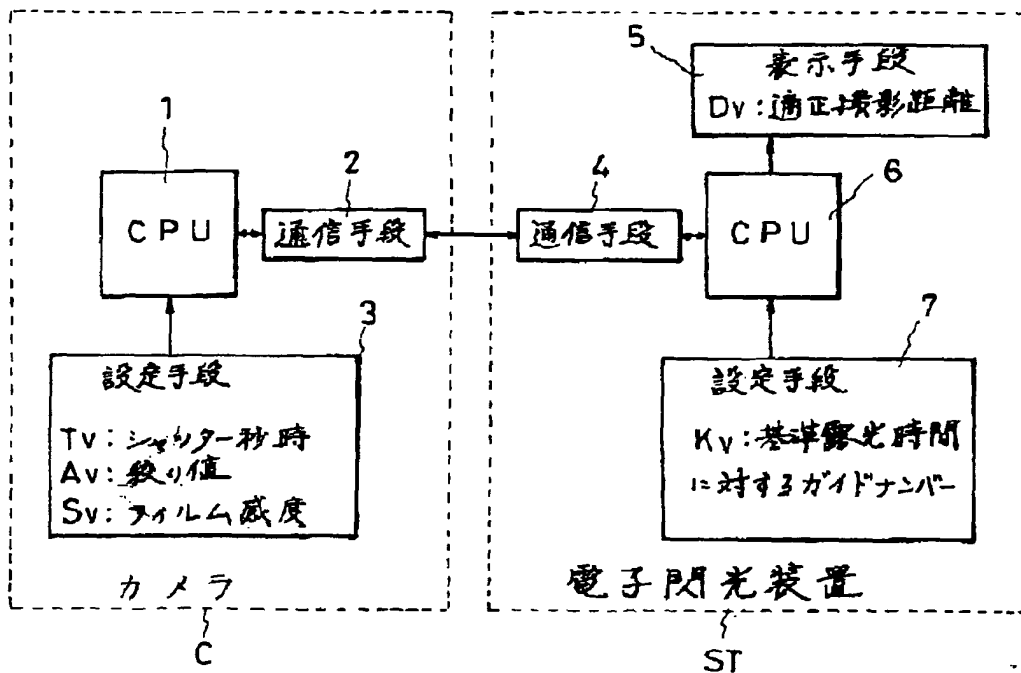 1
CPU
2
通信手段
3
設定手段
Tv:シャッター秒時
Av:絞り値
Sv:フィルム感度
カメラ
C
5
表示手段
Dv:適正撮影距離
4
通信手段
6
CPU
7
設定手段
Kv:基準露光時間
に対するガイドナンバー
電子閃光装置
ST